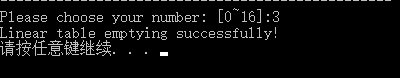 Please choose your number: [0~16]:3
Linear table emptying successfully!
请按任意键继续. . .